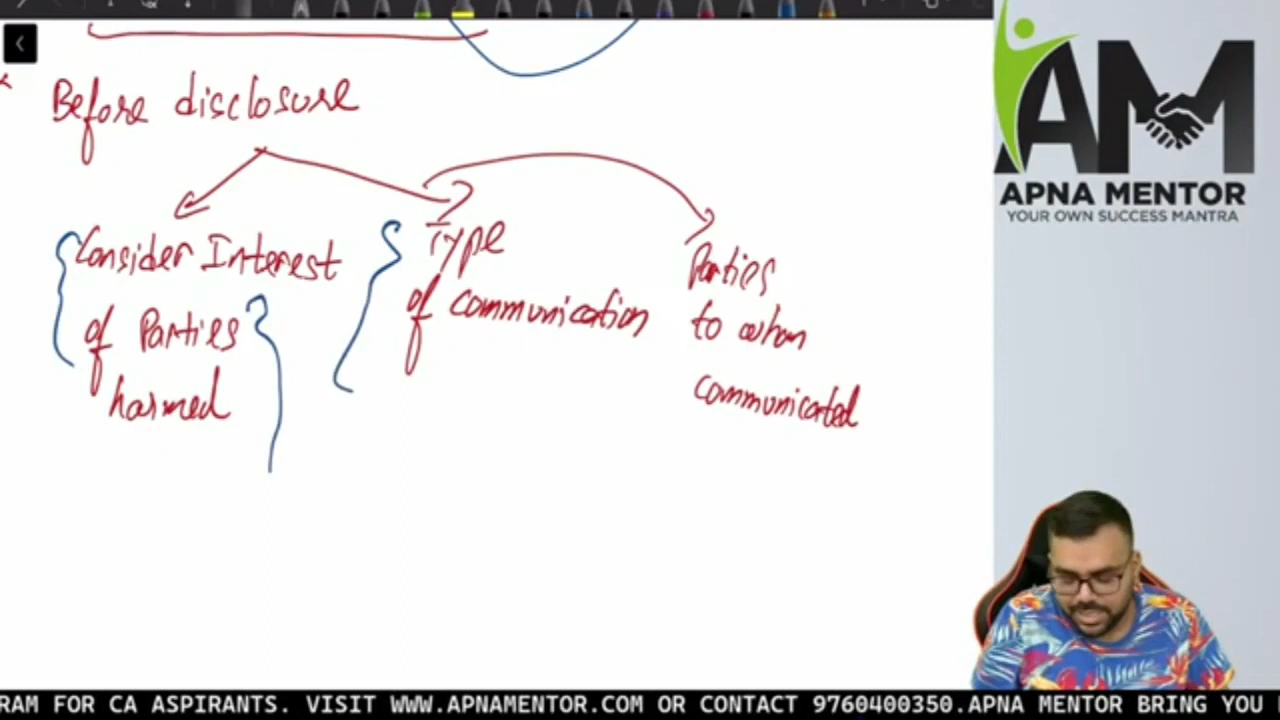 Before disclosure
Consider Interest
of Parties
harmed
Type
of communication
Parties
to whom
communicated
AM
APNA MENTOR
YOUR OWN SUCCESS MANTRA
RAM FOR CA ASPIRANTS. VISIT WWW.APNAMENTOR.COM OR CONTACT 9760400350.APNA MENTOR BRING YOU